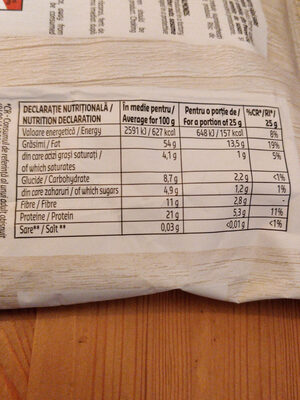 DECLARAȚIE NUTRIȚIONALĂ / În medie pentru / Pentru o porție de / %CR*/RI*/
NUTRITION DECLARATION Average for 100 g For a portion of 25 g 25 g
Valoare energetică / Energy 2591 kJ / 627 kcal 648 kJ / 157 kcal 8%
Grăsimi / Fat 54 g 13,5 g 19%
din care acizi grași saturați / 4,1 g 1 g 5%
of which saturates
Glucide / Carbohydrate 8,7 g 2,2 g <1%
din care zaharuri / of which sugars 4,9 g 1,2 g 1%
Fibre / Fibre 11 g 2,8 g -
Proteine / Protein 21 g 5,3 g 11%
Sare** / Salt ** 0,03 g <0,01 g <1%